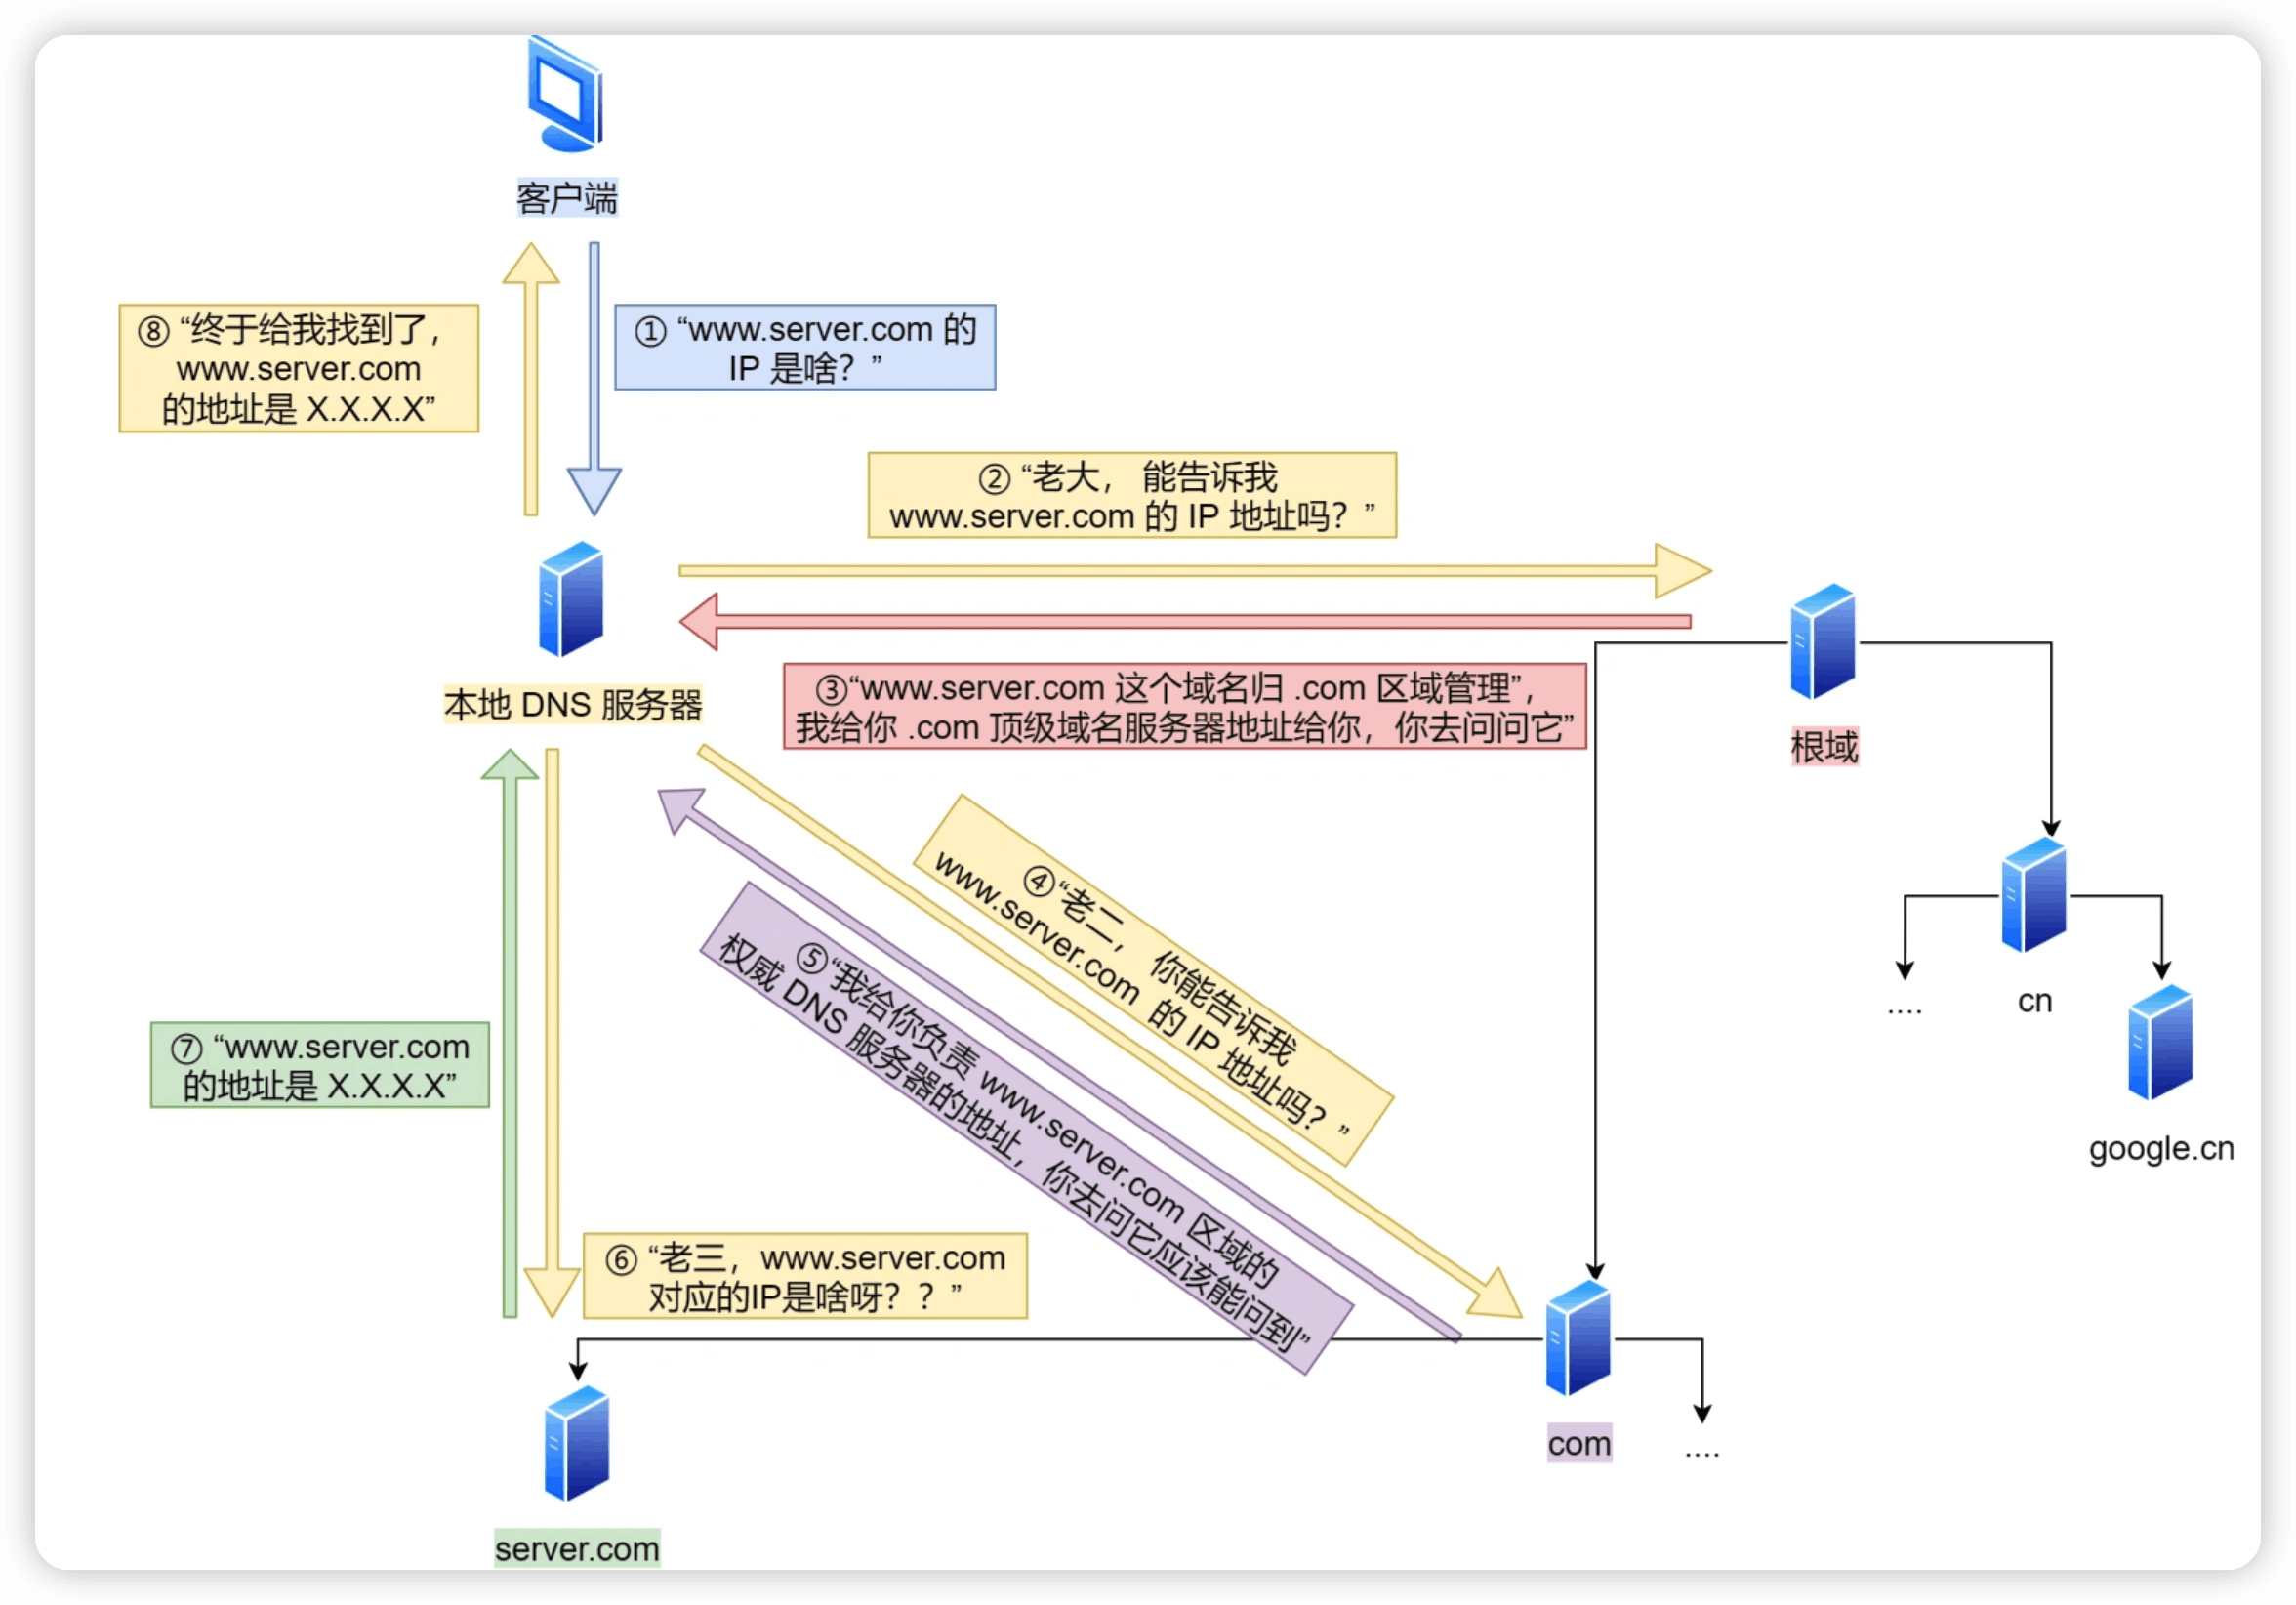 客户端
⑧ “终于给我找到了,
www.server.com
的地址是 X.X.X.X”
① “www.server.com 的
IP 是啥？”
② “老大， 能告诉我
www.server.com 的 IP 地址吗？”
本地 DNS 服务器
③“www.server.com 这个域名归 .com 区域管理”,
我给你 .com 顶级域名服务器地址给你，你去问问它”
根域
④“老二， 你能告诉我
www.server.com 的 IP 地址吗？”
⑤“我给你负责 www.server.com 区域的
权威 DNS 服务器的地址，你去问它应该能问到”
....
cn
google.cn
⑦ “www.server.com
的地址是 X.X.X.X”
⑥ “老三，www.server.com
对应的IP是啥呀？？”
com
....
server.com